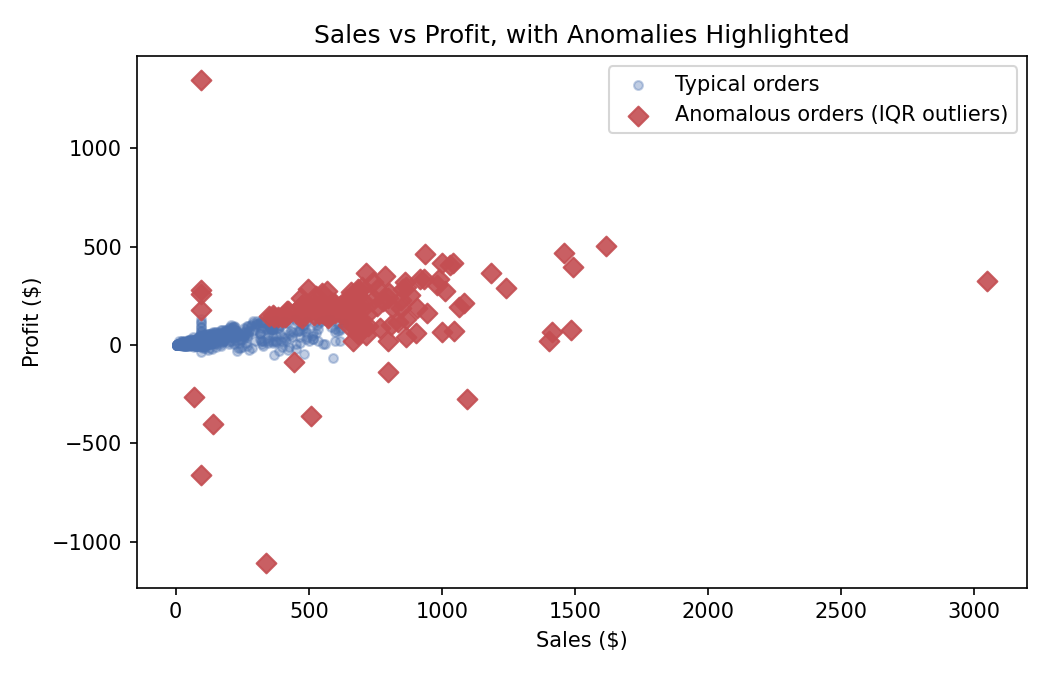 Sales vs Profit, with Anomalies Highlighted
Typical orders
Anomalous orders (IQR outliers)
Profit ($)
1000
500
0
−500
−1000
0 500 1000 1500 2000 2500 3000
Sales ($)